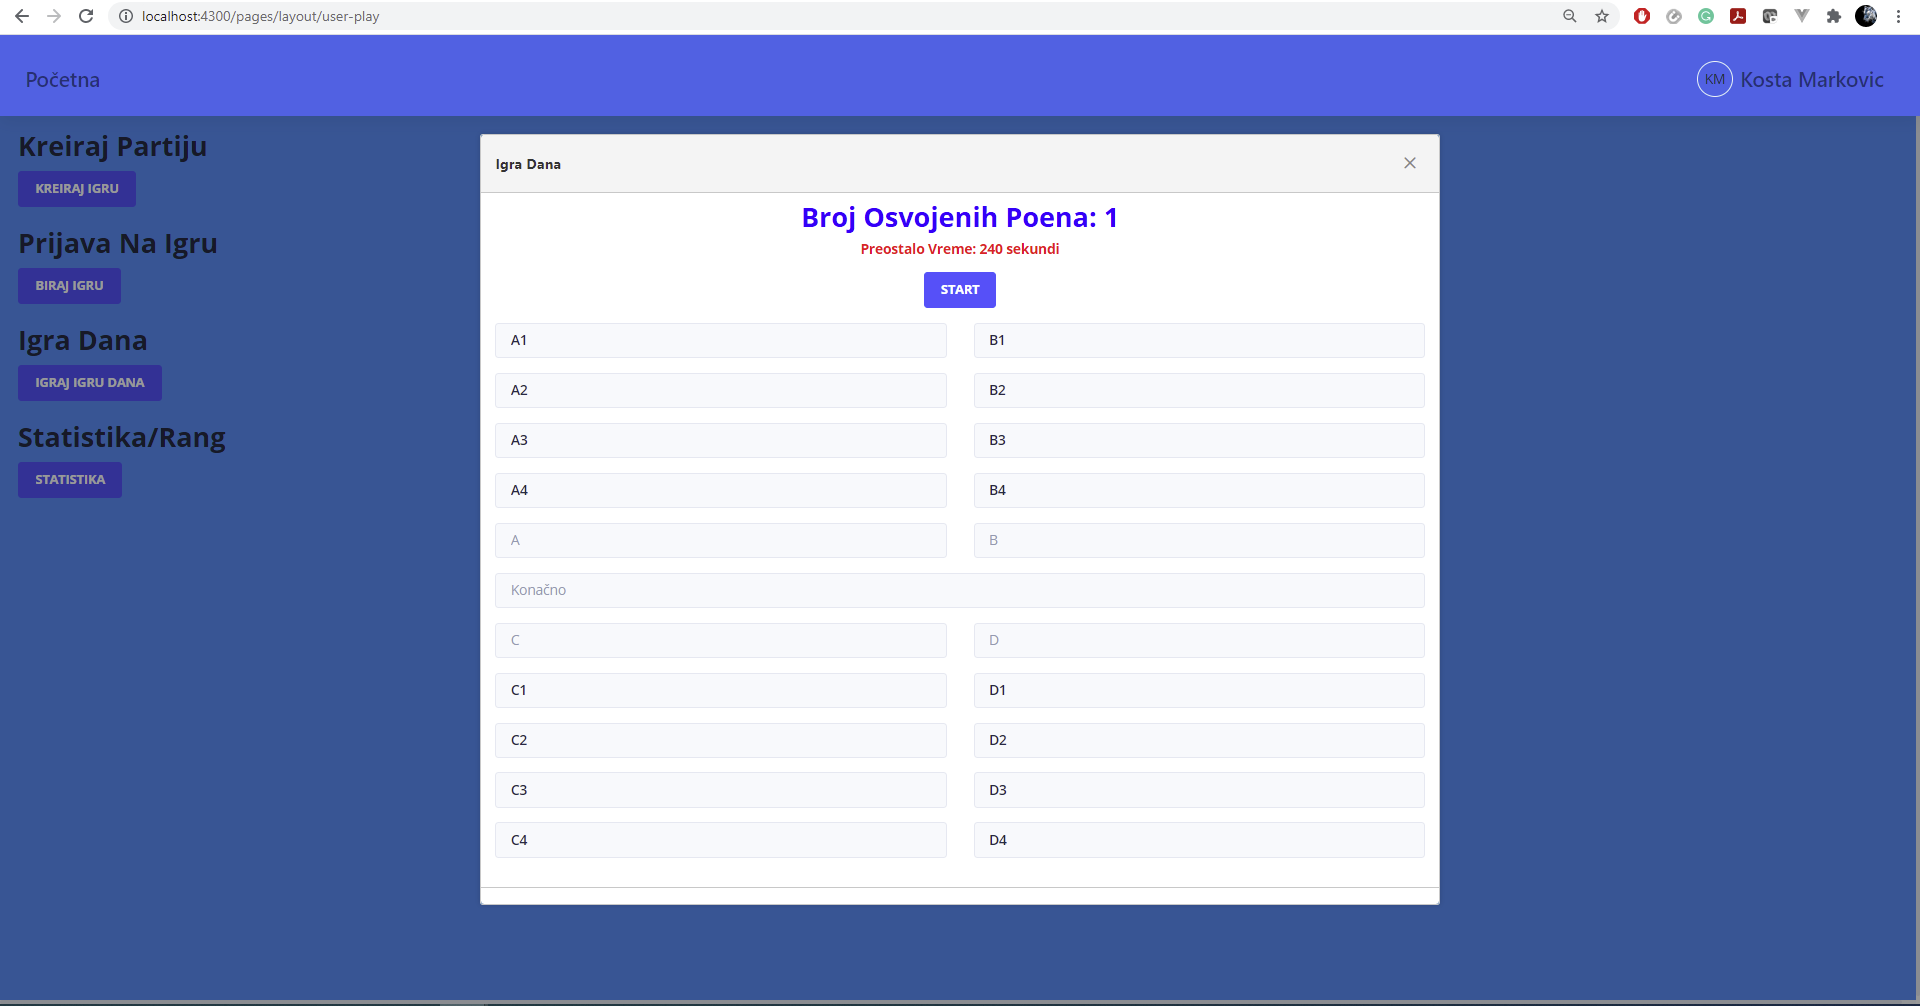 localhost:4300/pages/layout/user-play
Početna
KM Kosta Markovic
Kreiraj Partiju
KREIRAJ IGRU
Prijava Na Igru
BIRAJ IGRU
Igra Dana
IGRAJ IGRU DANA
Statistika/Rang
STATISTIKA
Igra Dana
Broj Osvojenih Poena: 1
Preostalo Vreme: 240 sekundi
START
A1 B1
A2 B2
A3 B3
A4 B4
A B
Konačno
C D
C1 D1
C2 D2
C3 D3
C4 D4